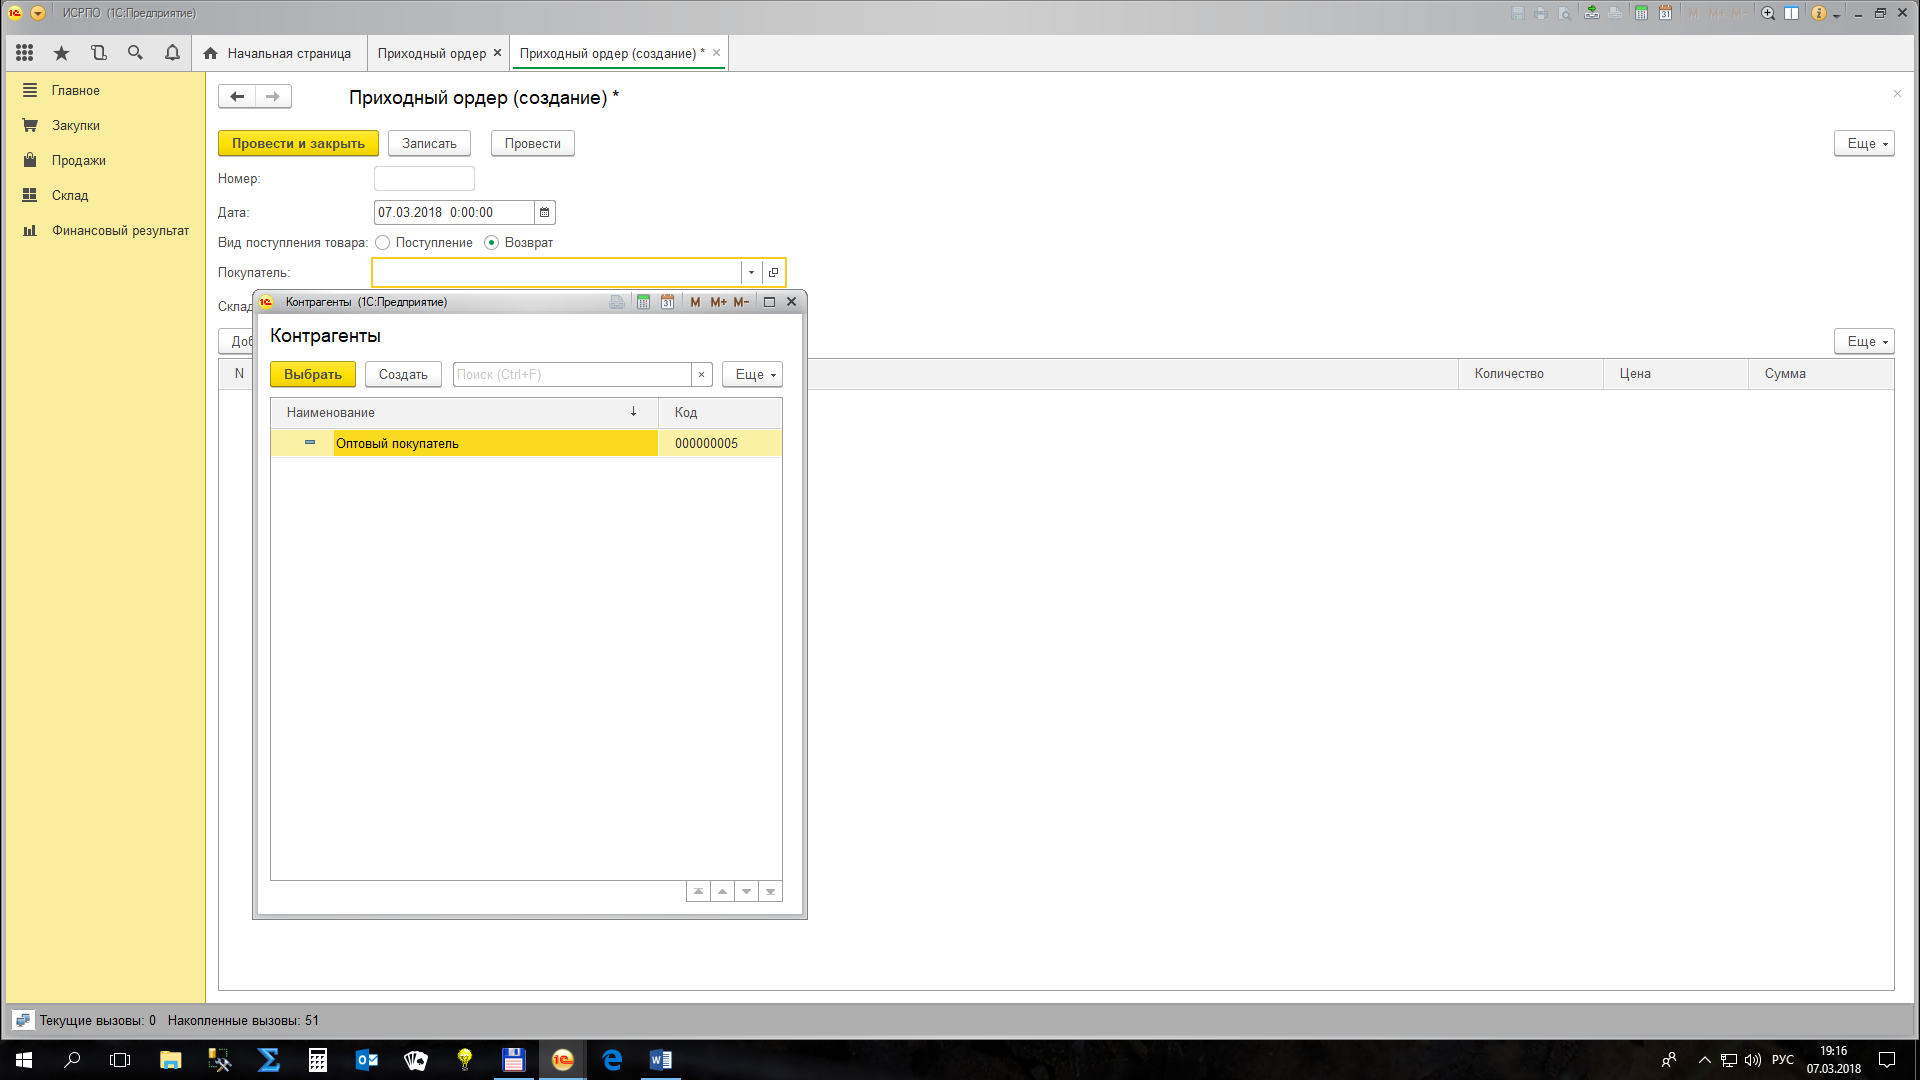 ИСРПО (1С:Предприятие)
M M+ M-
Начальная страница
Приходный ордер
Приходный ордер (создание) *
Главное
Закупки
Продажи
Склад
Финансовый результат
Приходный ордер (создание) *
Провести и закрыть
Записать
Провести
Еще
Номер:
Дата:
07.03.2018 0:00:00
Вид поступления товара:
Поступление
Возврат
Покупатель:
Склад
Доб
Еще
N
Количество
Цена
Сумма
Контрагенты (1С:Предприятие)
31
M M+ M-
Контрагенты
Выбрать
Создать
Поиск (Ctrl+F)
Еще
Наименование
Код
Оптовый покупатель
000000005
Текущие вызовы: 0 Накопленные вызовы: 51
РУС
19:16
07.03.2018